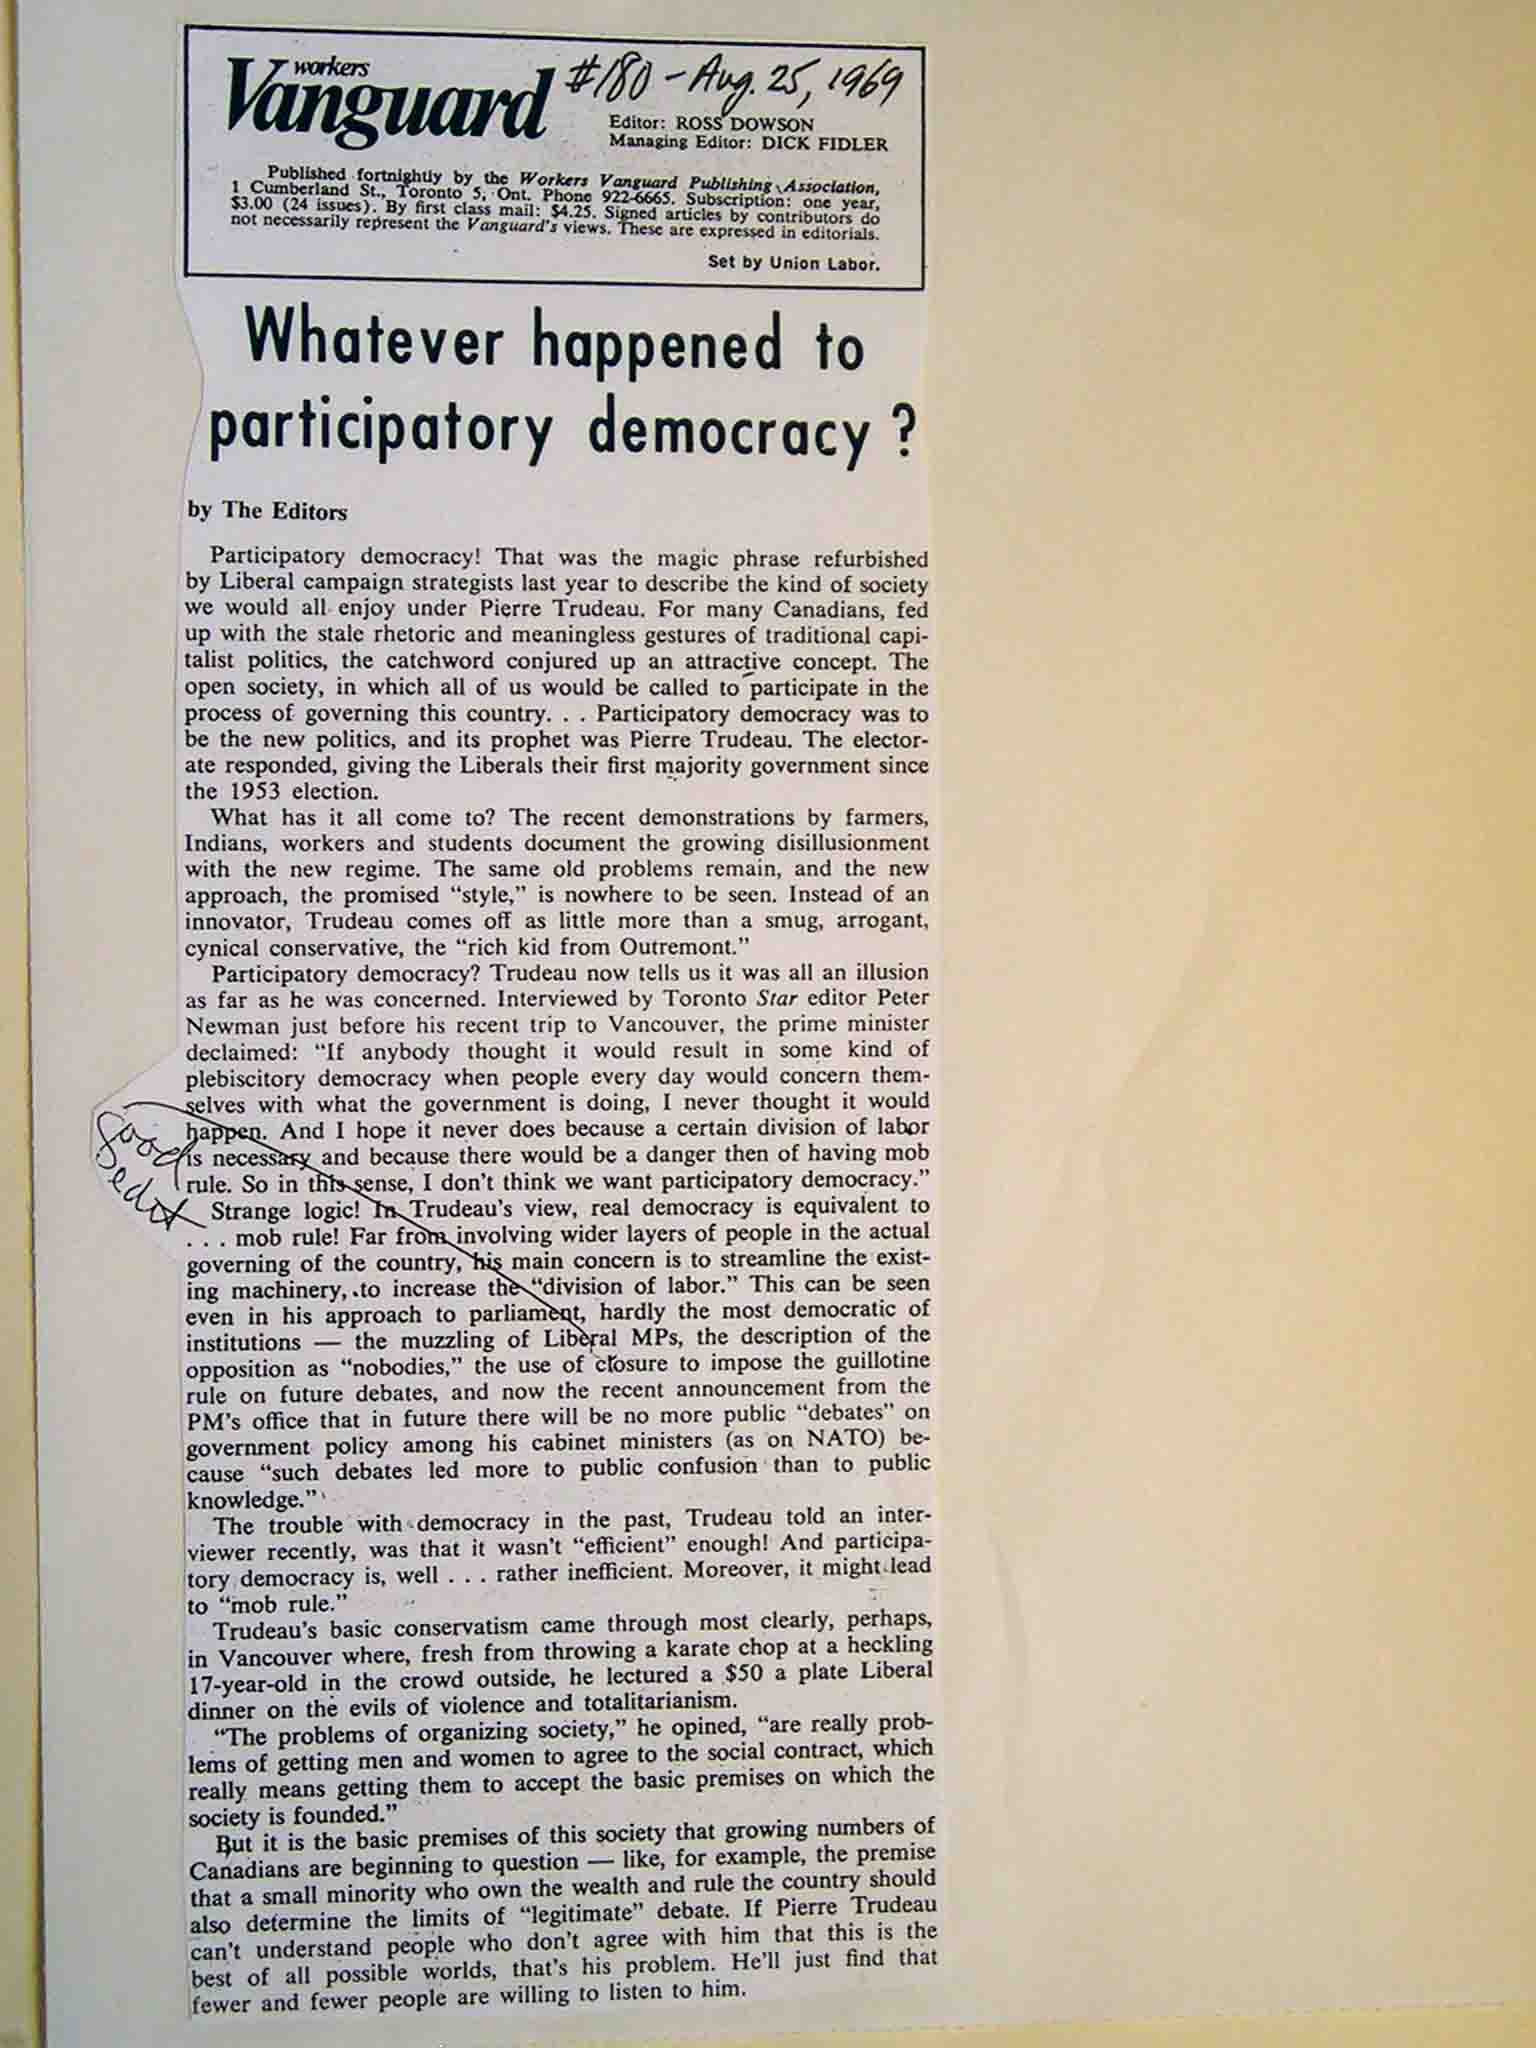 workers
Vanguard
#180 - Aug. 25, 1969
Editor: ROSS DOWSON
Managing Editor: DICK FIDLER
Published fortnightly by the Workers Vanguard Publishing Association,
1 Cumberland St., Toronto 5, Ont. Phone 922-6665. Subscription: one year,
$3.00 (24 issues). By first class mail: $4.25. Signed articles by contributors do
not necessarily represent the Vanguard's views. These are expressed in editorials.
Set by Union Labor.
Whatever happened to
participatory democracy ?
by The Editors
Participatory democracy! That was the magic phrase refurbished
by Liberal campaign strategists last year to describe the kind of society
we would all enjoy under Pierre Trudeau. For many Canadians, fed
up with the stale rhetoric and meaningless gestures of traditional capi-
talist politics, the catchword conjured up an attractive concept. The
open society, in which all of us would be called to participate in the
process of governing this country. . . Participatory democracy was to
be the new politics, and its prophet was Pierre Trudeau. The elector-
ate responded, giving the Liberals their first majority government since
the 1953 election.
What has it all come to? The recent demonstrations by farmers,
Indians, workers and students document the growing disillusionment
with the new regime. The same old problems remain, and the new
approach, the promised “style,” is nowhere to be seen. Instead of an
innovator, Trudeau comes off as little more than a smug, arrogant,
cynical conservative, the “rich kid from Outremont.”
Participatory democracy? Trudeau now tells us it was all an illusion
as far as he was concerned. Interviewed by Toronto Star editor Peter
Newman just before his recent trip to Vancouver, the prime minister
declaimed: “If anybody thought it would result in some kind of
plebiscitory democracy when people every day would concern them-
selves with what the government is doing, I never thought it would
happen. And I hope it never does because a certain division of labor
is necessary and because there would be a danger then of having mob
rule. So in this sense, I don't think we want participatory democracy.”
Good
edit
Strange logic! In Trudeau's view, real democracy is equivalent to
. . . mob rule! Far from involving wider layers of people in the actual
governing of the country, his main concern is to streamline the exist-
ing machinery, to increase the “division of labor.” This can be seen
even in his approach to parliament, hardly the most democratic of
institutions — the muzzling of Liberal MPs, the description of the
opposition as “nobodies,” the use of closure to impose the guillotine
rule on future debates, and now the recent announcement from the
PM's office that in future there will be no more public “debates” on
government policy among his cabinet ministers (as on NATO) be-
cause “such debates led more to public confusion than to public
knowledge.”
The trouble with democracy in the past, Trudeau told an inter-
viewer recently, was that it wasn't “efficient” enough! And participa-
tory democracy is, well . . . rather inefficient. Moreover, it might lead
to “mob rule.”
Trudeau's basic conservatism came through most clearly, perhaps,
in Vancouver where, fresh from throwing a karate chop at a heckling
17-year-old in the crowd outside, he lectured a $50 a plate Liberal
dinner on the evils of violence and totalitarianism.
“The problems of organizing society,” he opined, “are really prob-
lems of getting men and women to agree to the social contract, which
really means getting them to accept the basic premises on which the
society is founded.”
But it is the basic premises of this society that growing numbers of
Canadians are beginning to question — like, for example, the premise
that a small minority who own the wealth and rule the country should
also determine the limits of “legitimate” debate. If Pierre Trudeau
can't understand people who don't agree with him that this is the
best of all possible worlds, that's his problem. He'll just find that
fewer and fewer people are willing to listen to him.